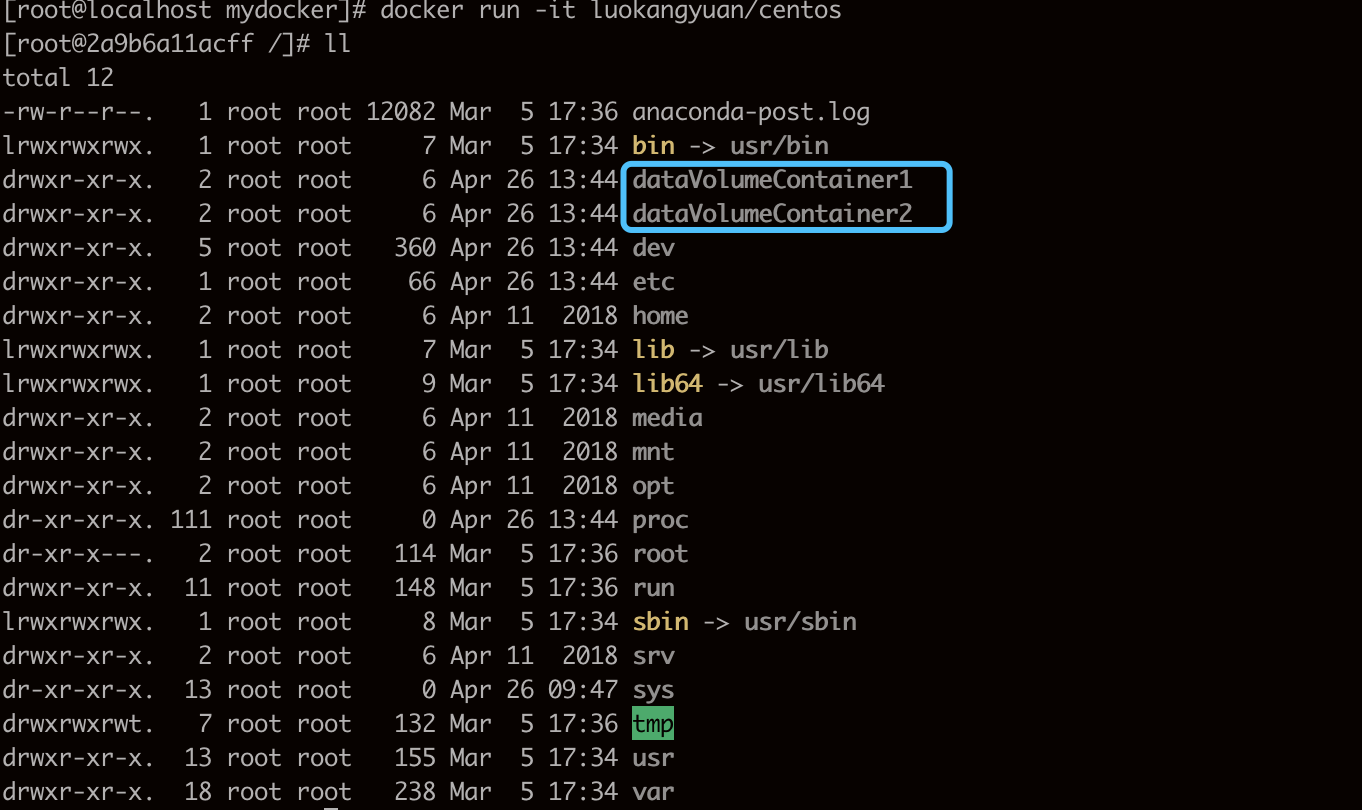 [root@localhost mydocker]# docker run -it luokangyuan/centos
[root@2a9b6a11acff /]# ll
total 12
-rw-r--r--.   1 root root 12082 Mar  5 17:36 anaconda-post.log
lrwxrwxrwx.   1 root root     7 Mar  5 17:34 bin -> usr/bin
drwxr-xr-x.   2 root root     6 Apr 26 13:44 dataVolumeContainer1
drwxr-xr-x.   2 root root     6 Apr 26 13:44 dataVolumeContainer2
drwxr-xr-x.   5 root root   360 Apr 26 13:44 dev
drwxr-xr-x.   1 root root    66 Apr 26 13:44 etc
drwxr-xr-x.   2 root root     6 Apr 11  2018 home
lrwxrwxrwx.   1 root root     7 Mar  5 17:34 lib -> usr/lib
lrwxrwxrwx.   1 root root     9 Mar  5 17:34 lib64 -> usr/lib64
drwxr-xr-x.   2 root root     6 Apr 11  2018 media
drwxr-xr-x.   2 root root     6 Apr 11  2018 mnt
drwxr-xr-x.   2 root root     6 Apr 11  2018 opt
dr-xr-xr-x. 111 root root     0 Apr 26 13:44 proc
dr-xr-x---.   2 root root   114 Mar  5 17:36 root
drwxr-xr-x.  11 root root   148 Mar  5 17:36 run
lrwxrwxrwx.   1 root root     8 Mar  5 17:34 sbin -> usr/sbin
drwxr-xr-x.   2 root root     6 Apr 11  2018 srv
dr-xr-xr-x.  13 root root     0 Apr 26 09:47 sys
drwxrwxrwt.   7 root root   132 Mar  5 17:36 tmp
drwxr-xr-x.  13 root root   155 Mar  5 17:34 usr
drwxr-xr-x.  18 root root   238 Mar  5 17:34 var